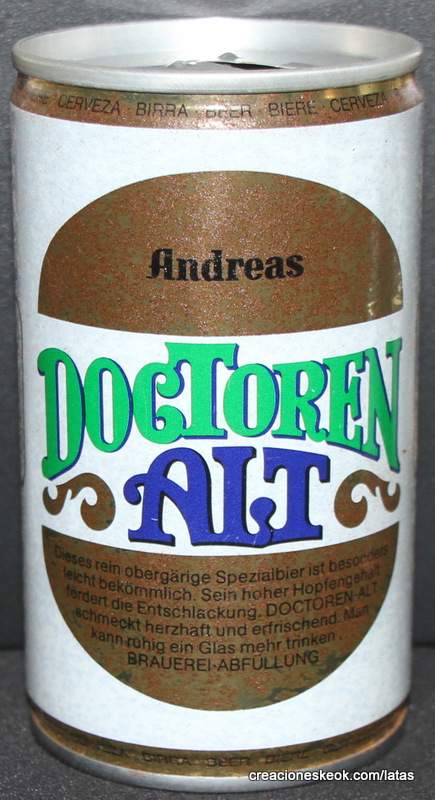 CERVEZA · BIRRA · BEER · BIERE · CERVEZA
Andreas
DOCTOREN
ALT
Dieses rein obergärige Spezialbier ist besonders
leicht bekömmlich. Sein hoher Hopfengehalt
fördert die Entschlackung. DOCTOREN-ALT
schmeckt herzhaft und erfrischend. Man
kann ruhig ein Glas mehr trinken.
BRAUEREI-ABFÜLLUNG
BIRRA BEER
creacioneskeok.com/latas